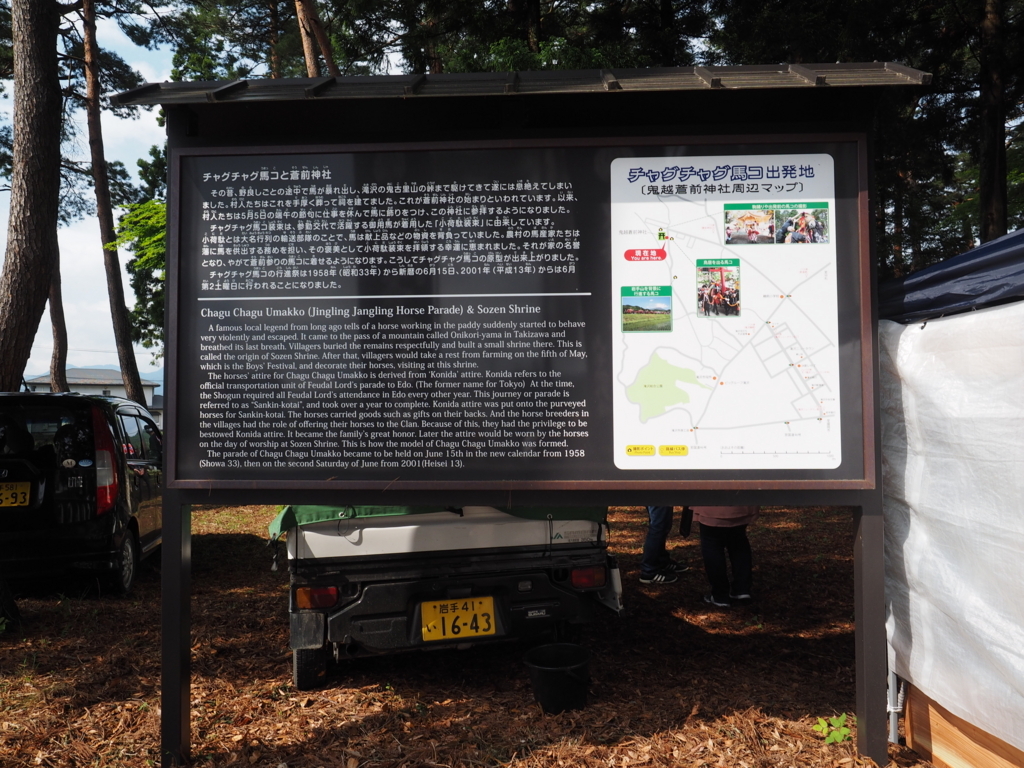 チャグチャグ馬コと蒼前神社
その昔、野良しごとの途中で馬が暴れ出し、滝沢の鬼古里山の峠まで駆けてきて遂には息絶えてしまい
ました。村人たちはこれを手厚く葬って祠を建てました。これが蒼前神社の始まりといわれています。以来、
村人たちは5月5日の端午の節句に仕事を休んで馬に飾りをつけ、この神社に参拝するようになりました。
チャグチャグ馬コ装束は、参勤交代で活躍する御用馬が着用した「小荷駄装束」に由来しています。
小荷駄とは大名行列の輸送部隊のことで、馬は献上品などの物資を背負っていました。農村の馬産家たちは
藩に馬を供出する務めを担い、その褒美として小荷駄装束を拝領する幸運に恵まれました。それが家の名誉
となり、やがて蒼前参りの馬コに着せるようになります。こうしてチャグチャグ馬コの原型が出来上がりました。
チャグチャグ馬コの行進祭は1958年（昭和33年）から新暦の6月15日、2001年（平成13年）からは6月
第2土曜日に行われることになりました。
Chagu Chagu Umakko (Jingling Jangling Horse Parade) & Sozen Shrine
A famous local legend from long ago tells of a horse working in the paddy suddenly started to behave
very violently and escaped. It came to the pass of a mountain called Onikori-yama in Takizawa and
breathed its last breath. Villagers buried the remains respectfully and built a small shrine there. This is
called the origin of Sozen Shrine. After that, villagers would take a rest from farming on the fifth of May,
which is the Boys' Festival, and decorate their horses, visiting at this shrine.
The horses' attire for Chagu Chagu Umakko is derived from 'Konida' attire. Konida refers to the
official transportation unit of Feudal Lord's parade to Edo. (The former name for Tokyo) At the time,
the Shogun required all Feudal Lord's attendance in Edo every other year. This journey or parade is
referred to as "Sankin-kotai", and took over a year to complete. Konida attire was put onto the purveyed
horses for Sankin-kotai. The horses carried goods such as gifts on their backs. And the horse breeders in
the villages had the role of offering their horses to the Clan. Because of this, they had the privilege to be
bestowed Konida attire. It became the family's great honor. Later the attire would be worn by the horses
on the day of worship at Sozen Shrine. This is how the model of Chagu Chagu Umakko was formed.
The parade of Chagu Chagu Umakko became to be held on June 15th in the new calendar from 1958
(Showa 33), then on the second Saturday of June from 2001(Heisei 13).
チャグチャグ馬コ出発地
〔鬼越蒼前神社周辺マップ〕
現在地
You are here
岩手山を背景に
行進する馬コ
鳥居を出る馬コ
岩手41
い16-43
6-93